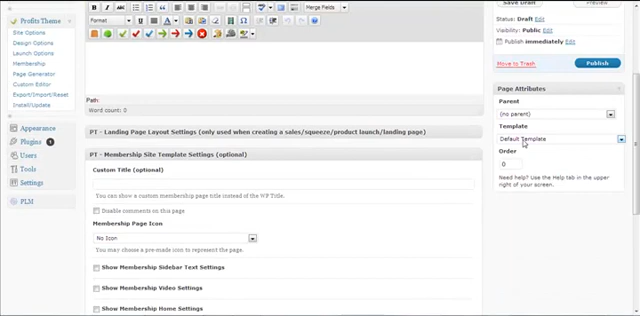 Profits Theme
Site Options
Design Options
Launch Options
Membership
Page Generator
Custom Editor
Export/Import/Reset
Install/Update
Appearance
Plugins 1
Users
Tools
Settings
PLM
B I ABC
Merge Fields
Format
Path:
Word count: 0
PT - Landing Page Layout Settings (only used when creating a sales/squeeze/product launch/landing page)
PT - Membership Site Template Settings (optional)
Custom Title (optional)
You can show a custom membership page title instead of the WP Title.
Disable comments on this page
Membership Page Icon
No Icon
You may choose a pre-made icon to represent the page.
Show Membership Sidebar Text Settings
Show Membership Video Settings
Show Membership Home Settings
Save Draft
Preview
Status: Draft Edit
Visibility: Public Edit
Publish immediately Edit
Move to Trash
Publish
Page Attributes
Parent
(no parent)
Template
Default Template
Order
0
Need help? Use the Help tab in the upper
right of your screen.